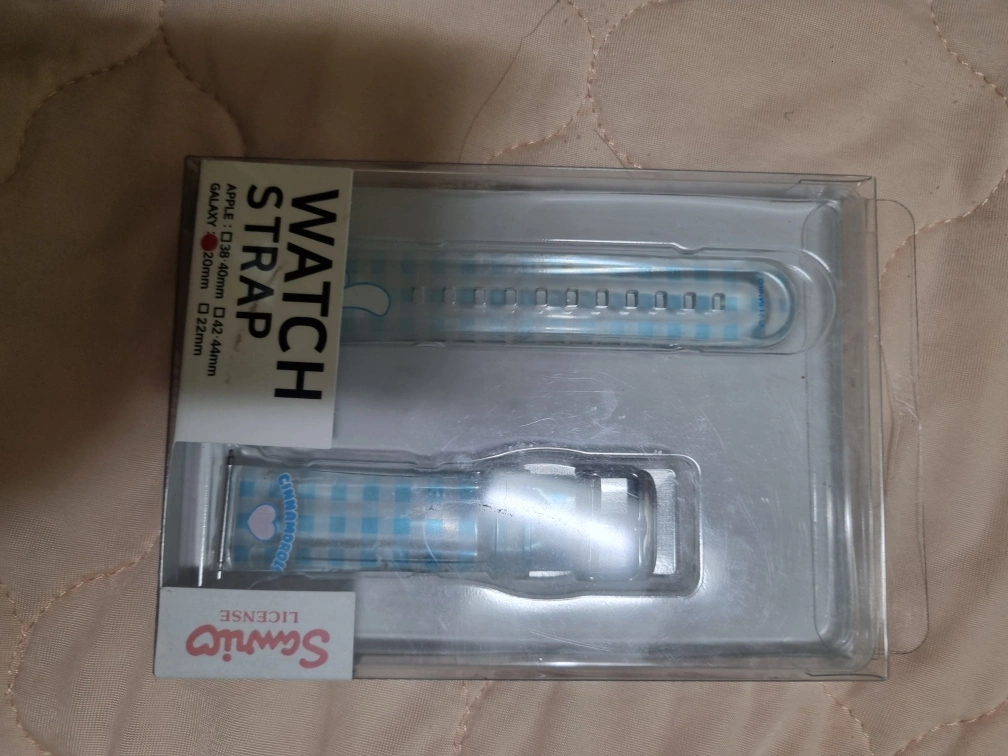 WATCH
STRAP
APPLE : □38·40mm □42·44mm
GALAXY : 20mm □22mm
CINNAMOROLL
Sanrio
LICENSE